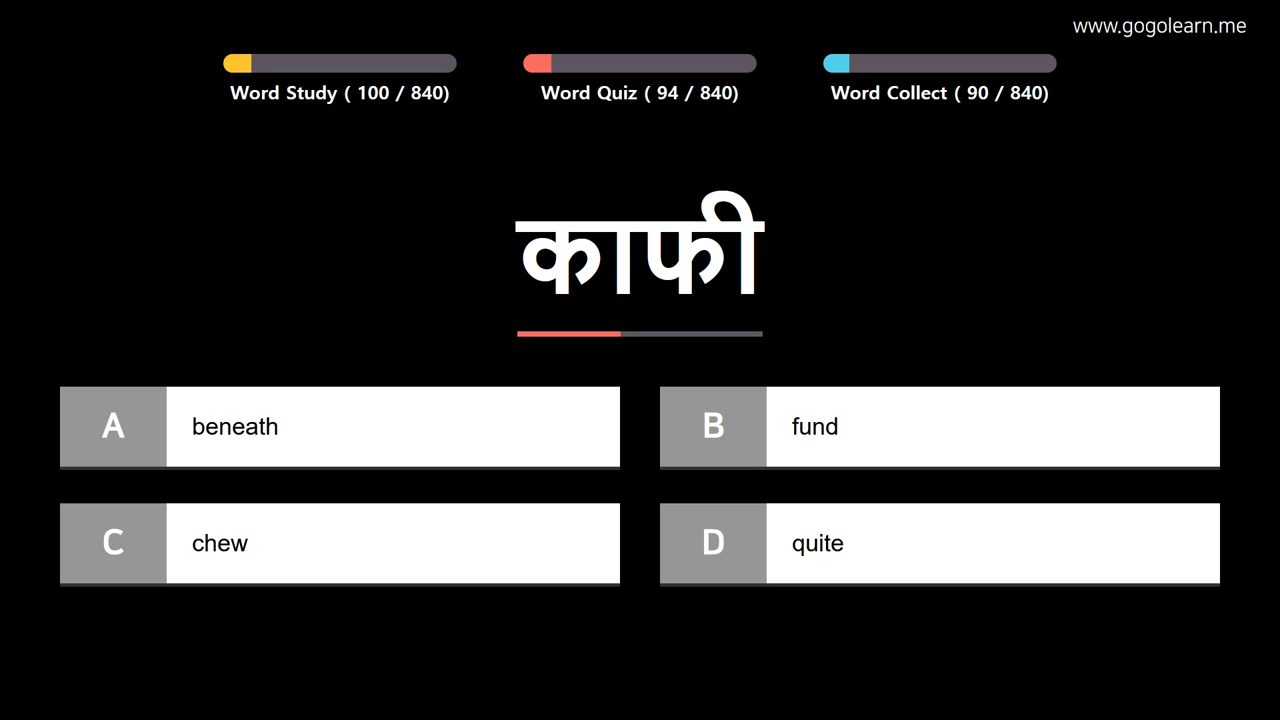 www.gogolearn.me
Word Study ( 100 / 840)
Word Quiz ( 94 / 840)
Word Collect ( 90 / 840)
काफी
A beneath
B fund
C chew
D quite